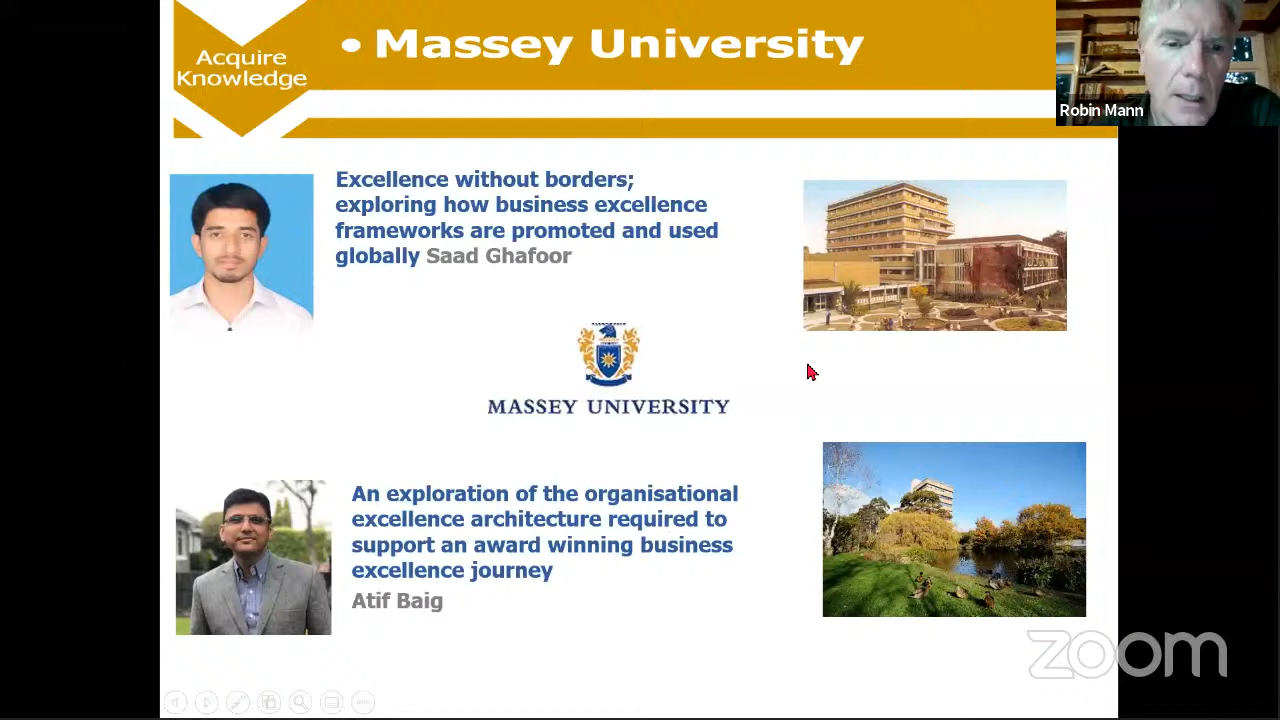 Acquire
Knowledge
• Massey University
Robin Mann
Excellence without borders;
exploring how business excellence
frameworks are promoted and used
globally Saad Ghafoor
MASSEY UNIVERSITY
An exploration of the organisational
excellence architecture required to
support an award winning business
excellence journey
Atif Baig
zoom